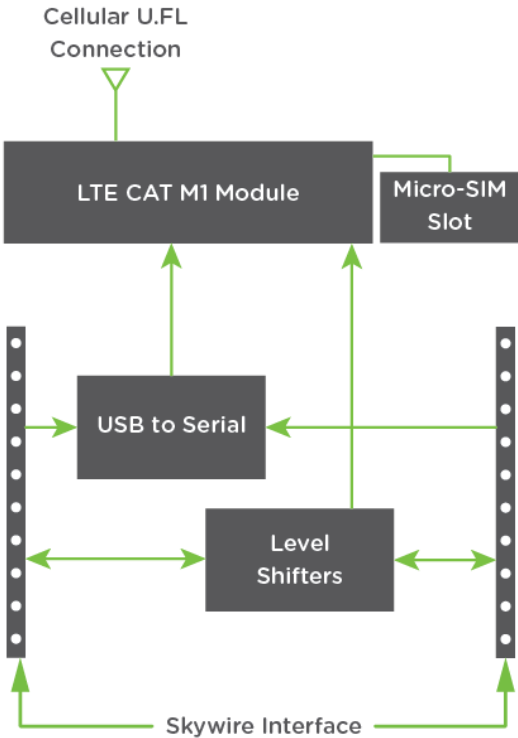 Cellular U.FL
Connection
LTE CAT M1 Module
Micro-SIM
Slot
USB to Serial
Level
Shifters
Skywire Interface